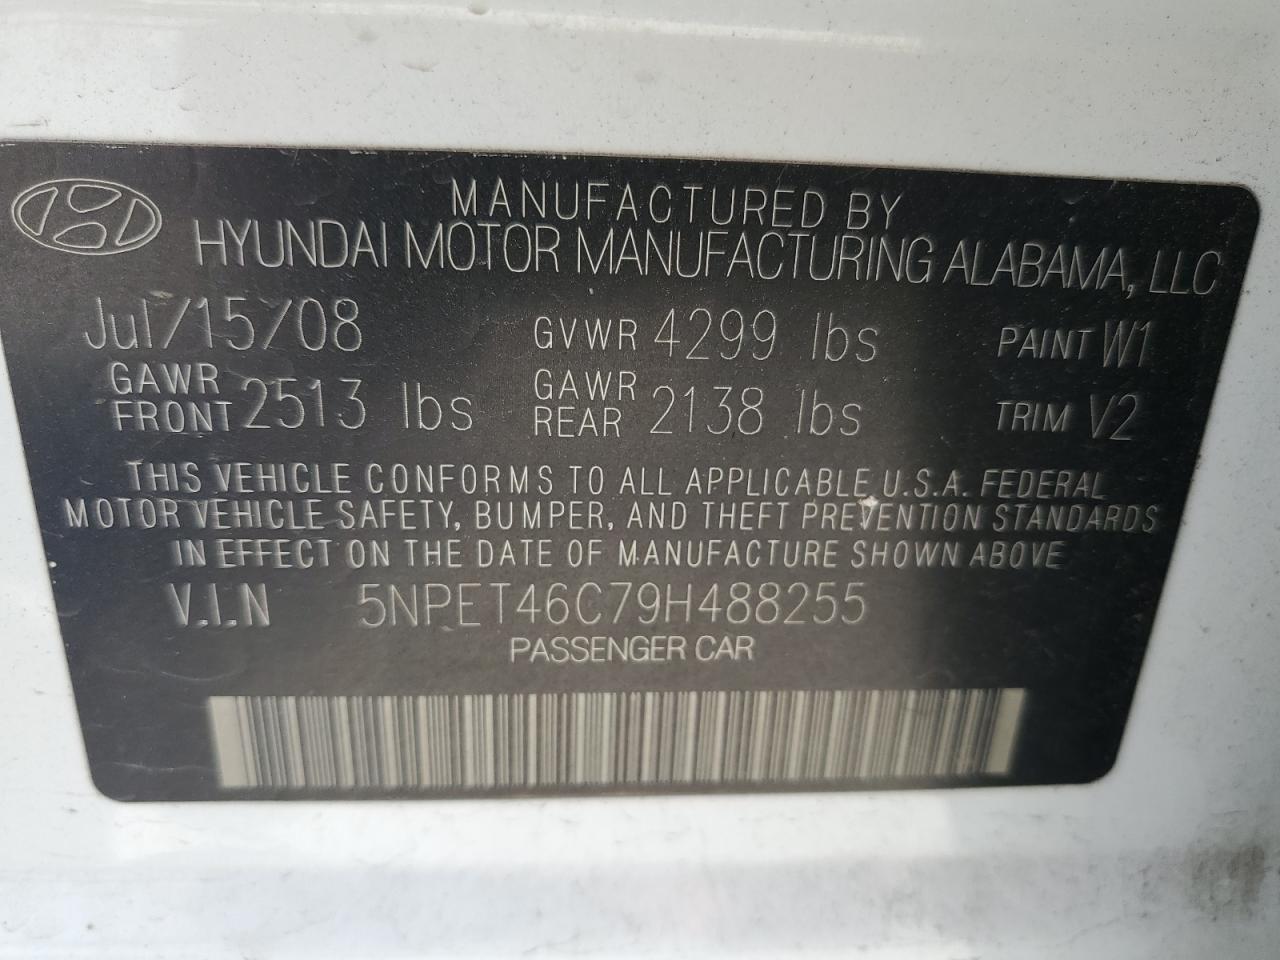 MANUFACTURED BY
HYUNDAI MOTOR MANUFACTURING ALABAMA, LLC
Jul/15/08 GVWR 4299 lbs PAINT W1
GAWR FRONT 2513 lbs GAWR REAR 2138 lbs TRIM V2
THIS VEHICLE CONFORMS TO ALL APPLICABLE U.S.A. FEDERAL
MOTOR VEHICLE SAFETY, BUMPER, AND THEFT PREVENTION STANDARDS
IN EFFECT ON THE DATE OF MANUFACTURE SHOWN ABOVE
V.I.N 5NPET46C79H488255
PASSENGER CAR